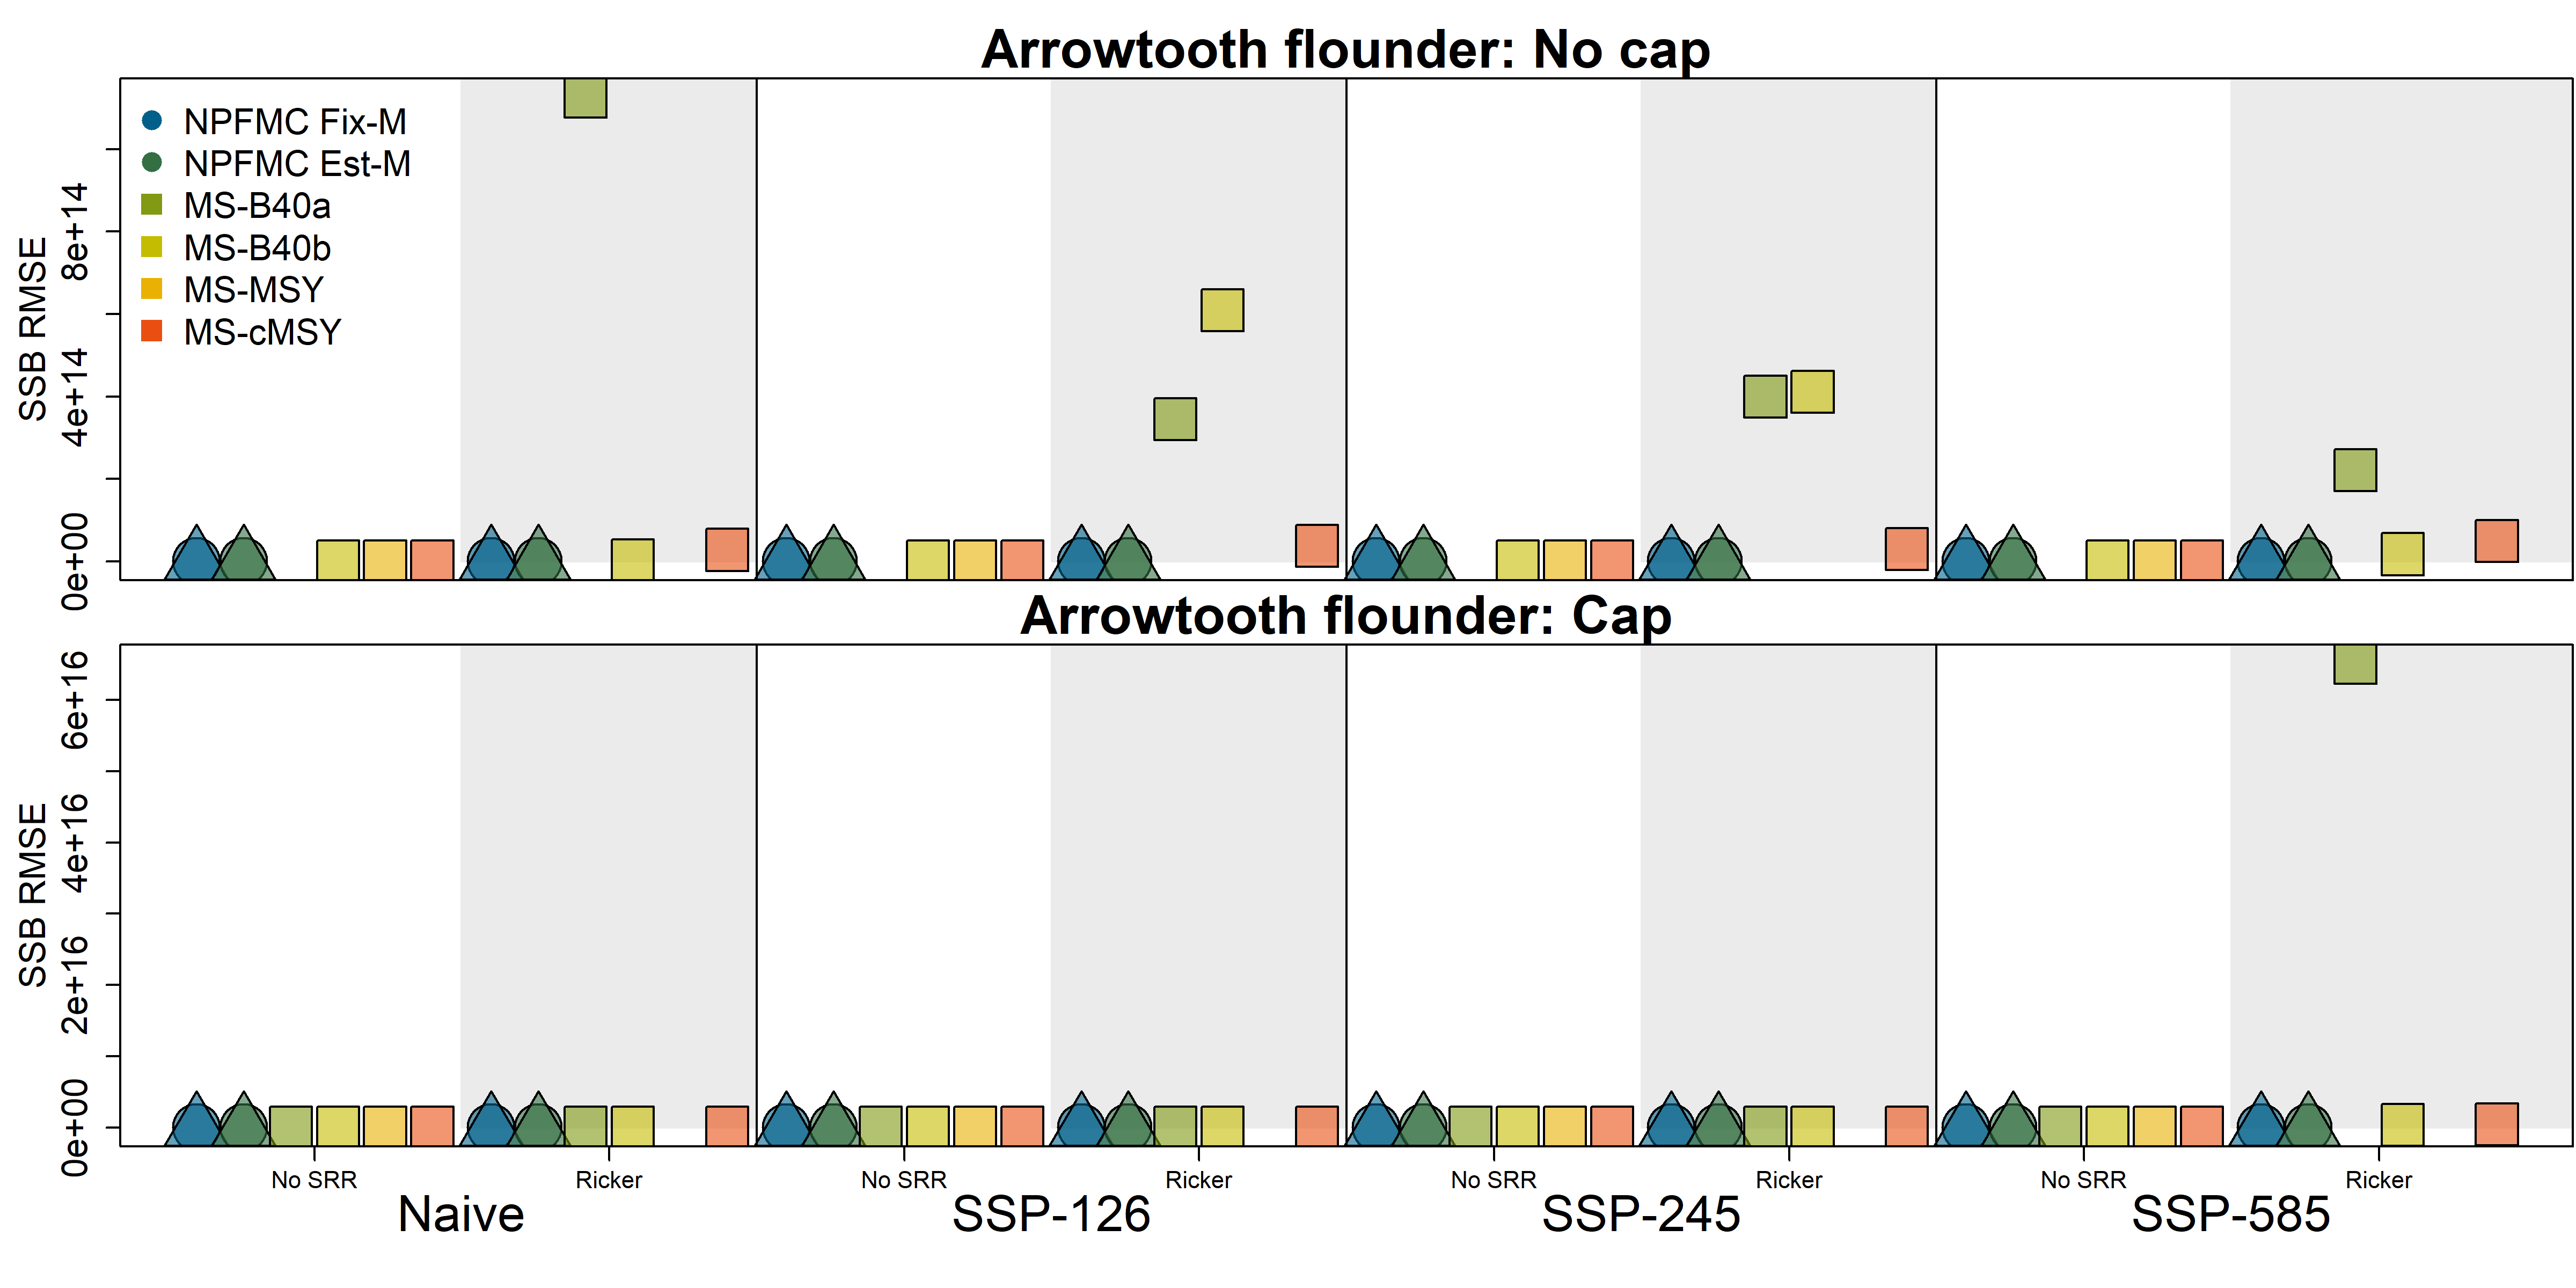 Arrowtooth flounder: No cap
NPFMC Fix-M
NPFMC Est-M
MS-B40a
MS-B40b
MS-MSY
MS-cMSY
SSB RMSE
8e+14
4e+14
0e+00
Arrowtooth flounder: Cap
SSB RMSE
6e+16
4e+16
2e+16
0e+00
No SRR Ricker No SRR Ricker No SRR Ricker No SRR Ricker
Naive SSP-126 SSP-245 SSP-585